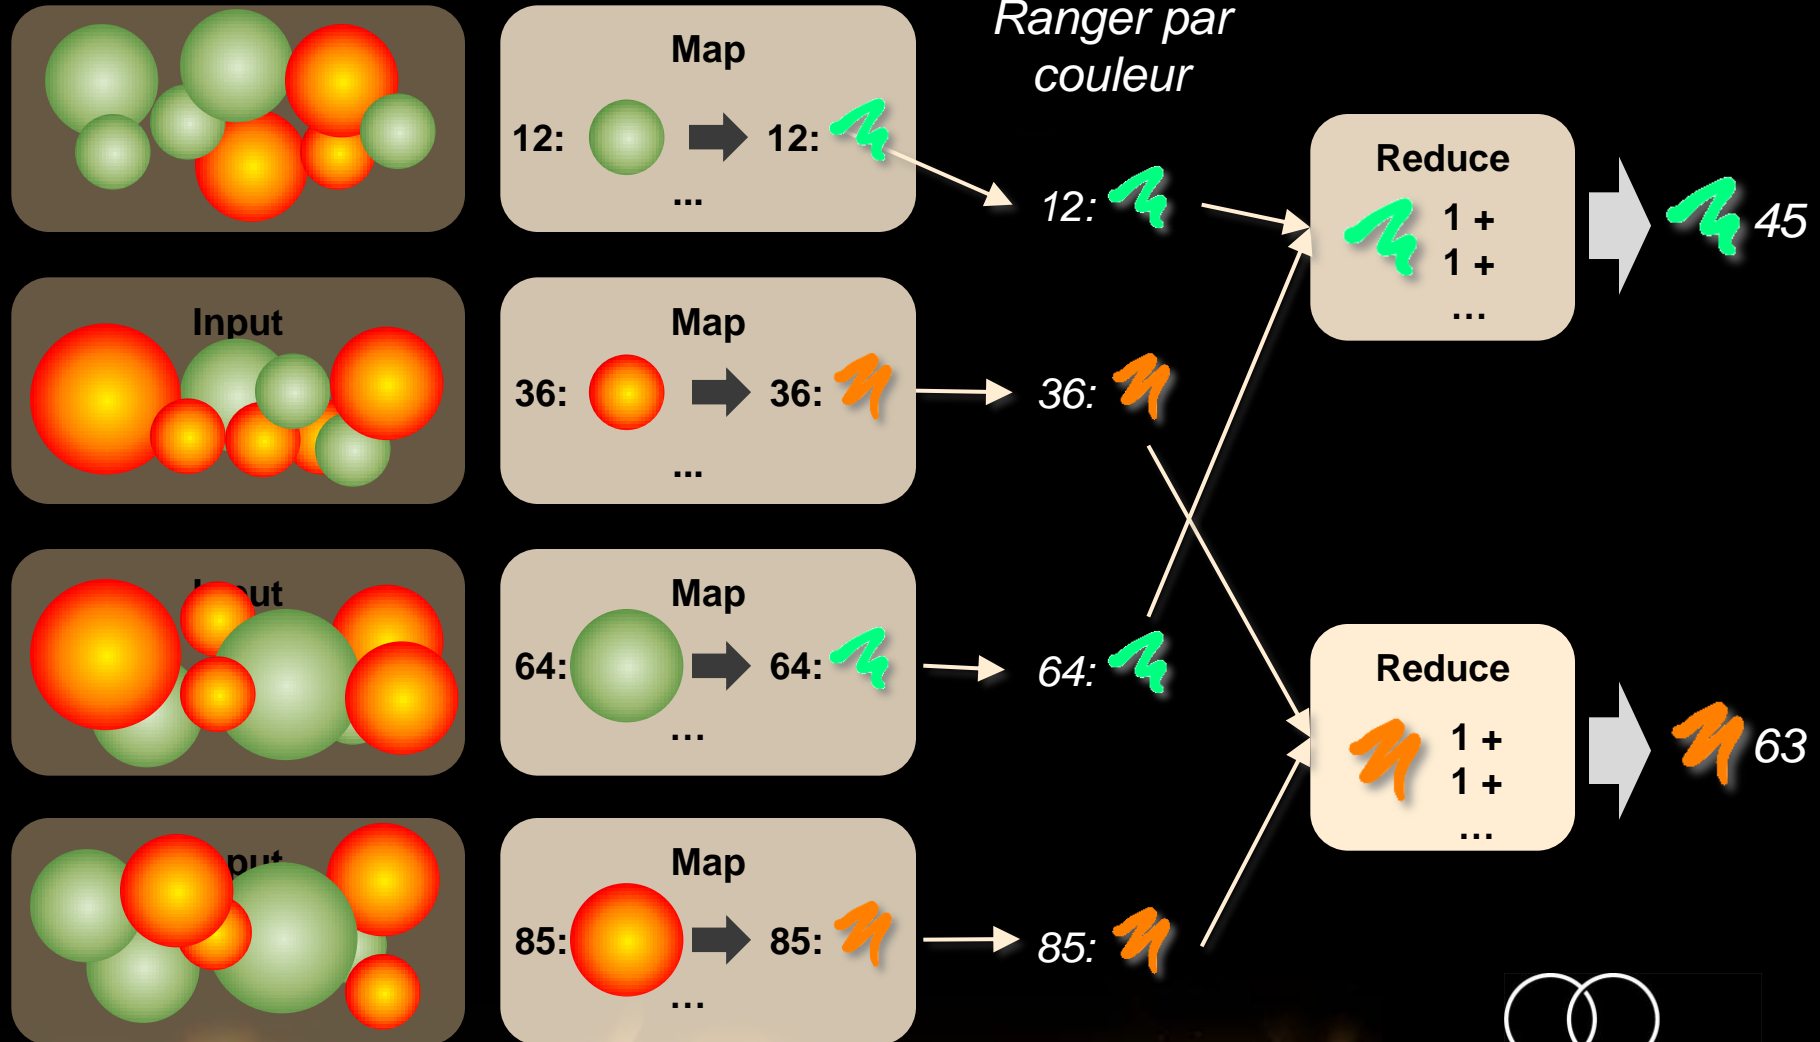 Ranger par
couleur
Map
12:
12:
...
12:
Reduce
1 +
1 +
...
45
Input
Map
36:
36:
...
36:
Map
64:
64:
...
64:
Reduce
1 +
1 +
...
63
Map
85:
85:
...
85: